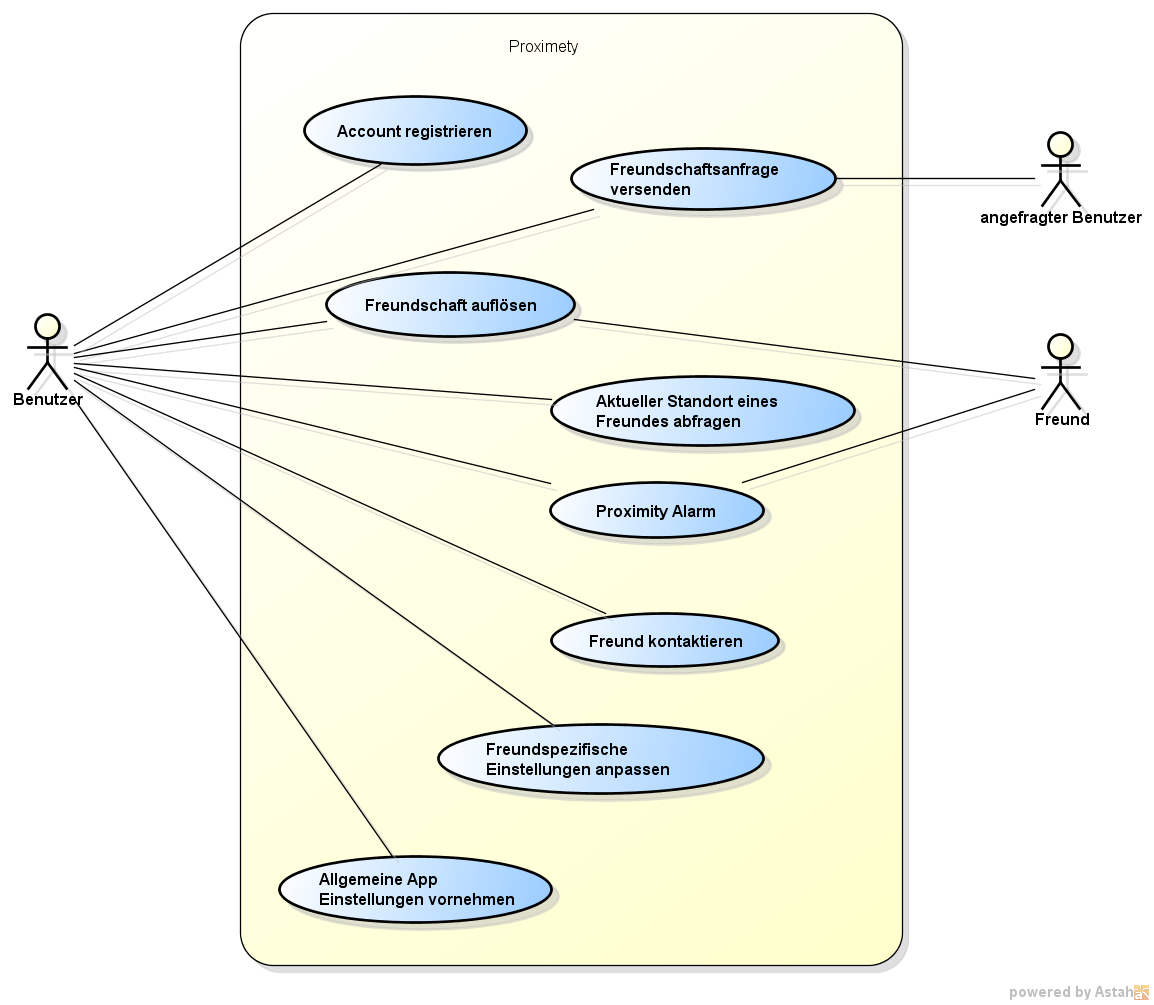 Proximety
Account registrieren
Freundschaftsanfrage
versenden
angefragter Benutzer
Freundschaft auflösen
Benutzer
Aktueller Standort eines
Freundes abfragen
Freund
Proximity Alarm
Freund kontaktieren
Freundspezifische
Einstellungen anpassen
Allgemeine App
Einstellungen vornehmen
powered by Astah